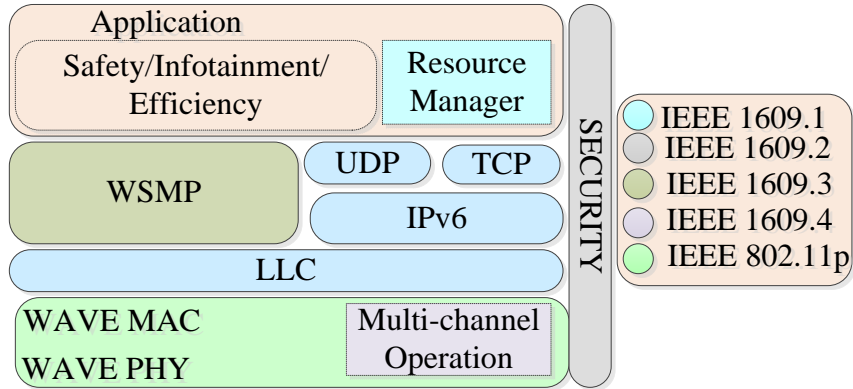 Application
Safety/Infotainment/
Efficiency
Resource
Manager
WSMP
UDP
TCP
IPv6
LLC
WAVE MAC
WAVE PHY
Multi-channel
Operation
SECURITY
IEEE 1609.1
IEEE 1609.2
IEEE 1609.3
IEEE 1609.4
IEEE 802.11p